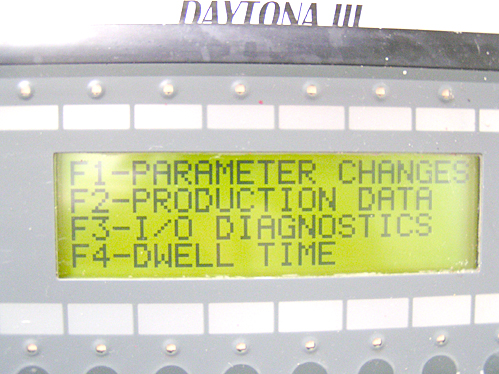 DAYTONA III
F1-PARAMETER CHANGES
F2-PRODUCTION DATA
F3-I/O DIAGNOSTICS
F4-DWELL TIME